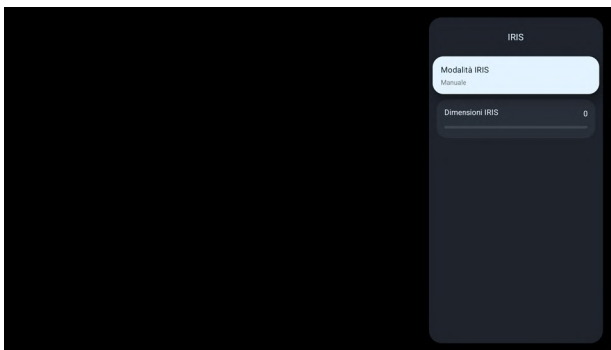 IRIS
Modalità IRIS
Manuale
Dimensioni IRIS 0